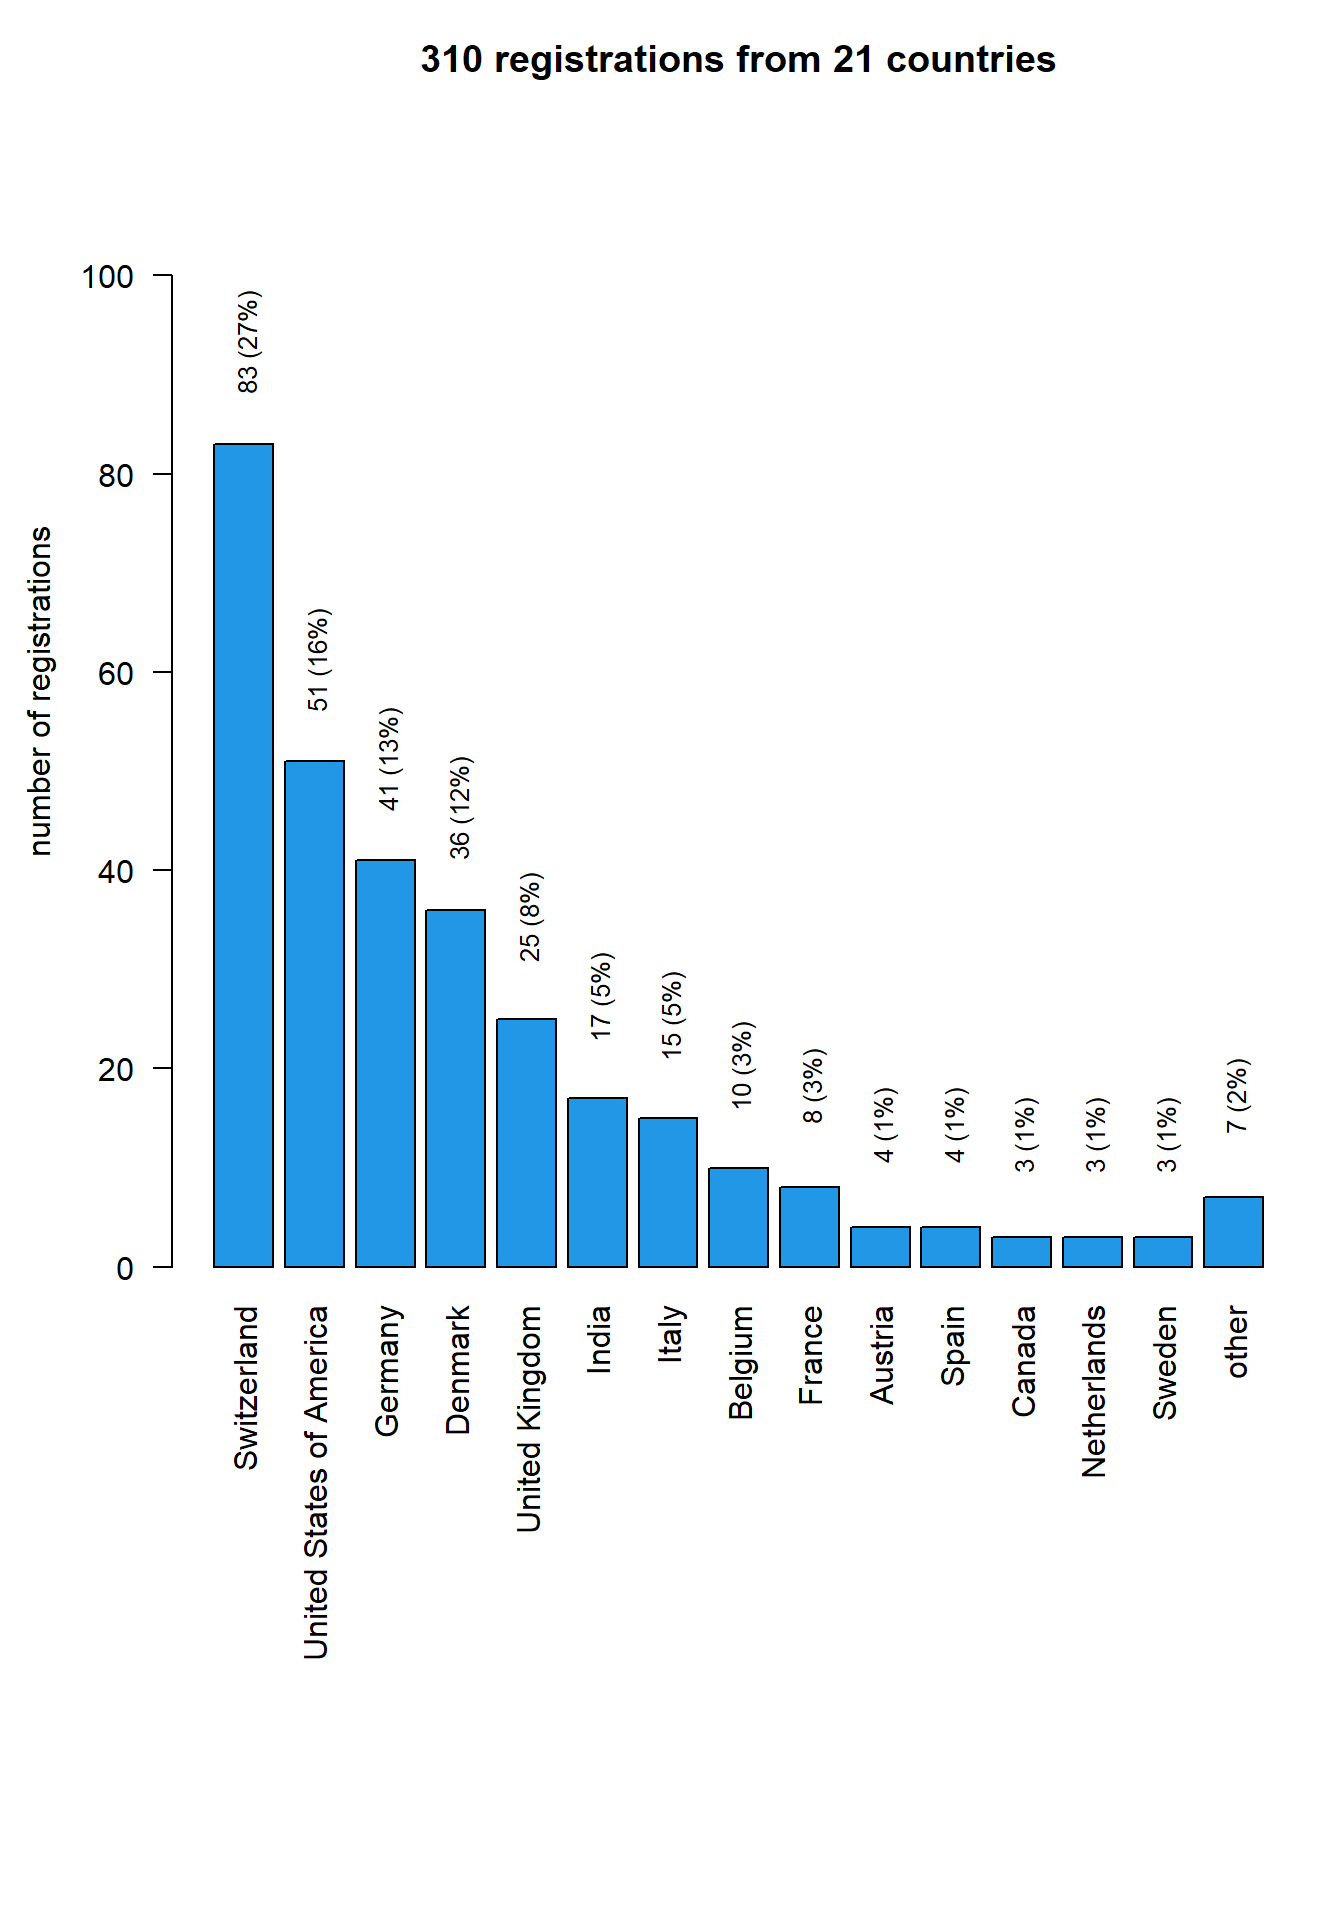 310 registrations from 21 countries
number of registrations
100
80
60
40
20
0
83 (27%)
51 (16%)
41 (13%)
36 (12%)
25 (8%)
17 (5%)
15 (5%)
10 (3%)
8 (3%)
4 (1%)
4 (1%)
3 (1%)
3 (1%)
3 (1%)
7 (2%)
Switzerland
United States of America
Germany
Denmark
United Kingdom
India
Italy
Belgium
France
Austria
Spain
Canada
Netherlands
Sweden
other